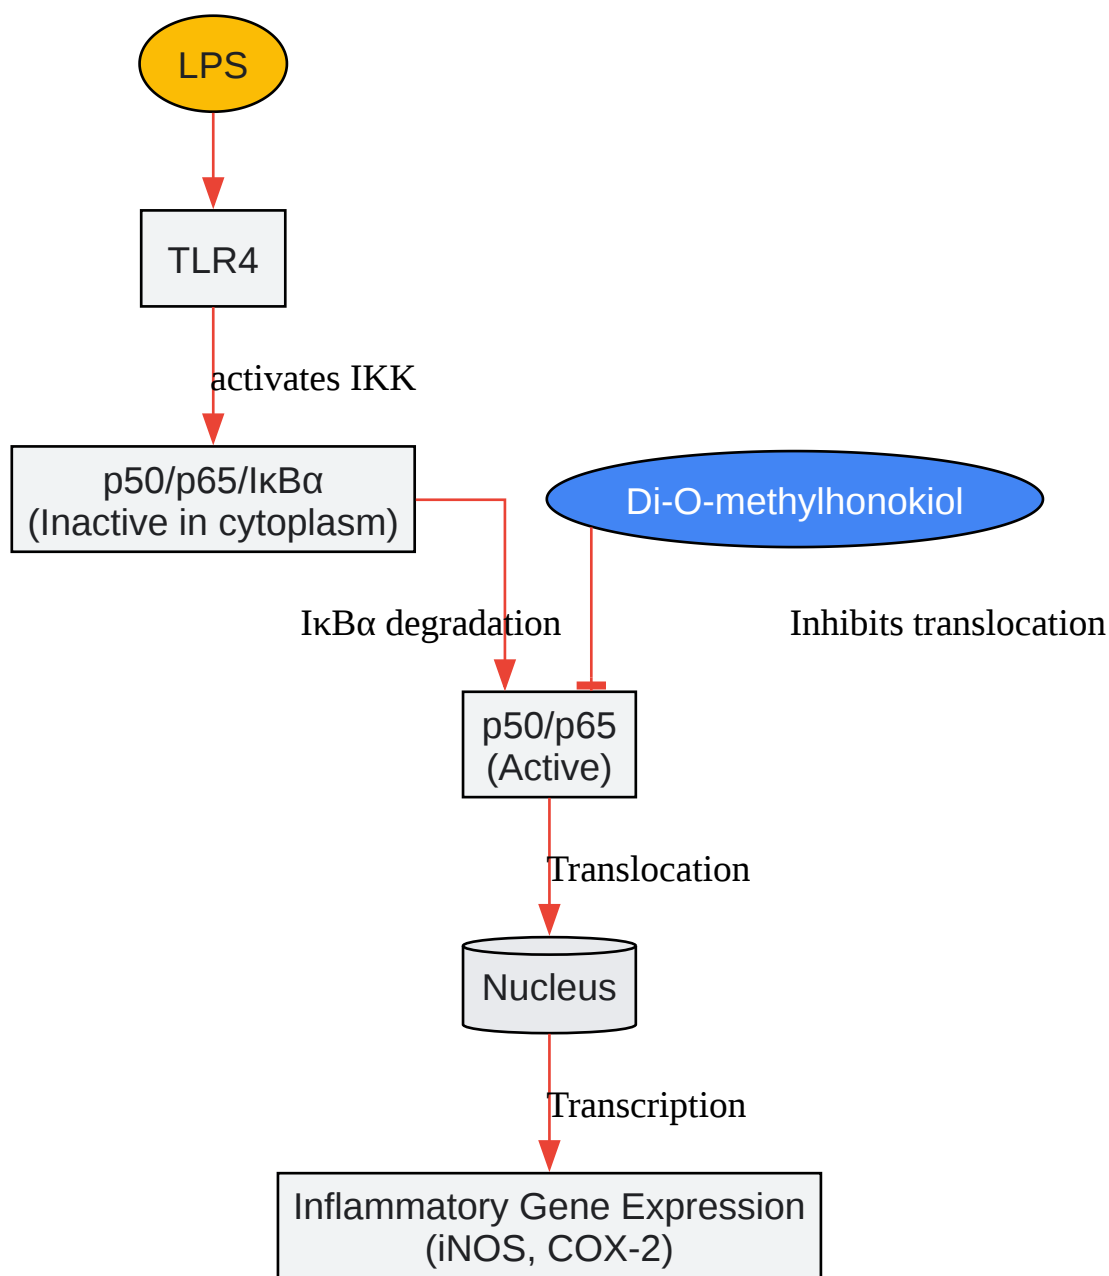 LPS
TLR4
activates IKK
p50/p65/IκBα
(Inactive in cytoplasm)
Di-O-methylhonokiol
IκBα degradation
Inhibits translocation
p50/p65
(Active)
Translocation
Nucleus
Transcription
Inflammatory Gene Expression
(iNOS, COX-2)